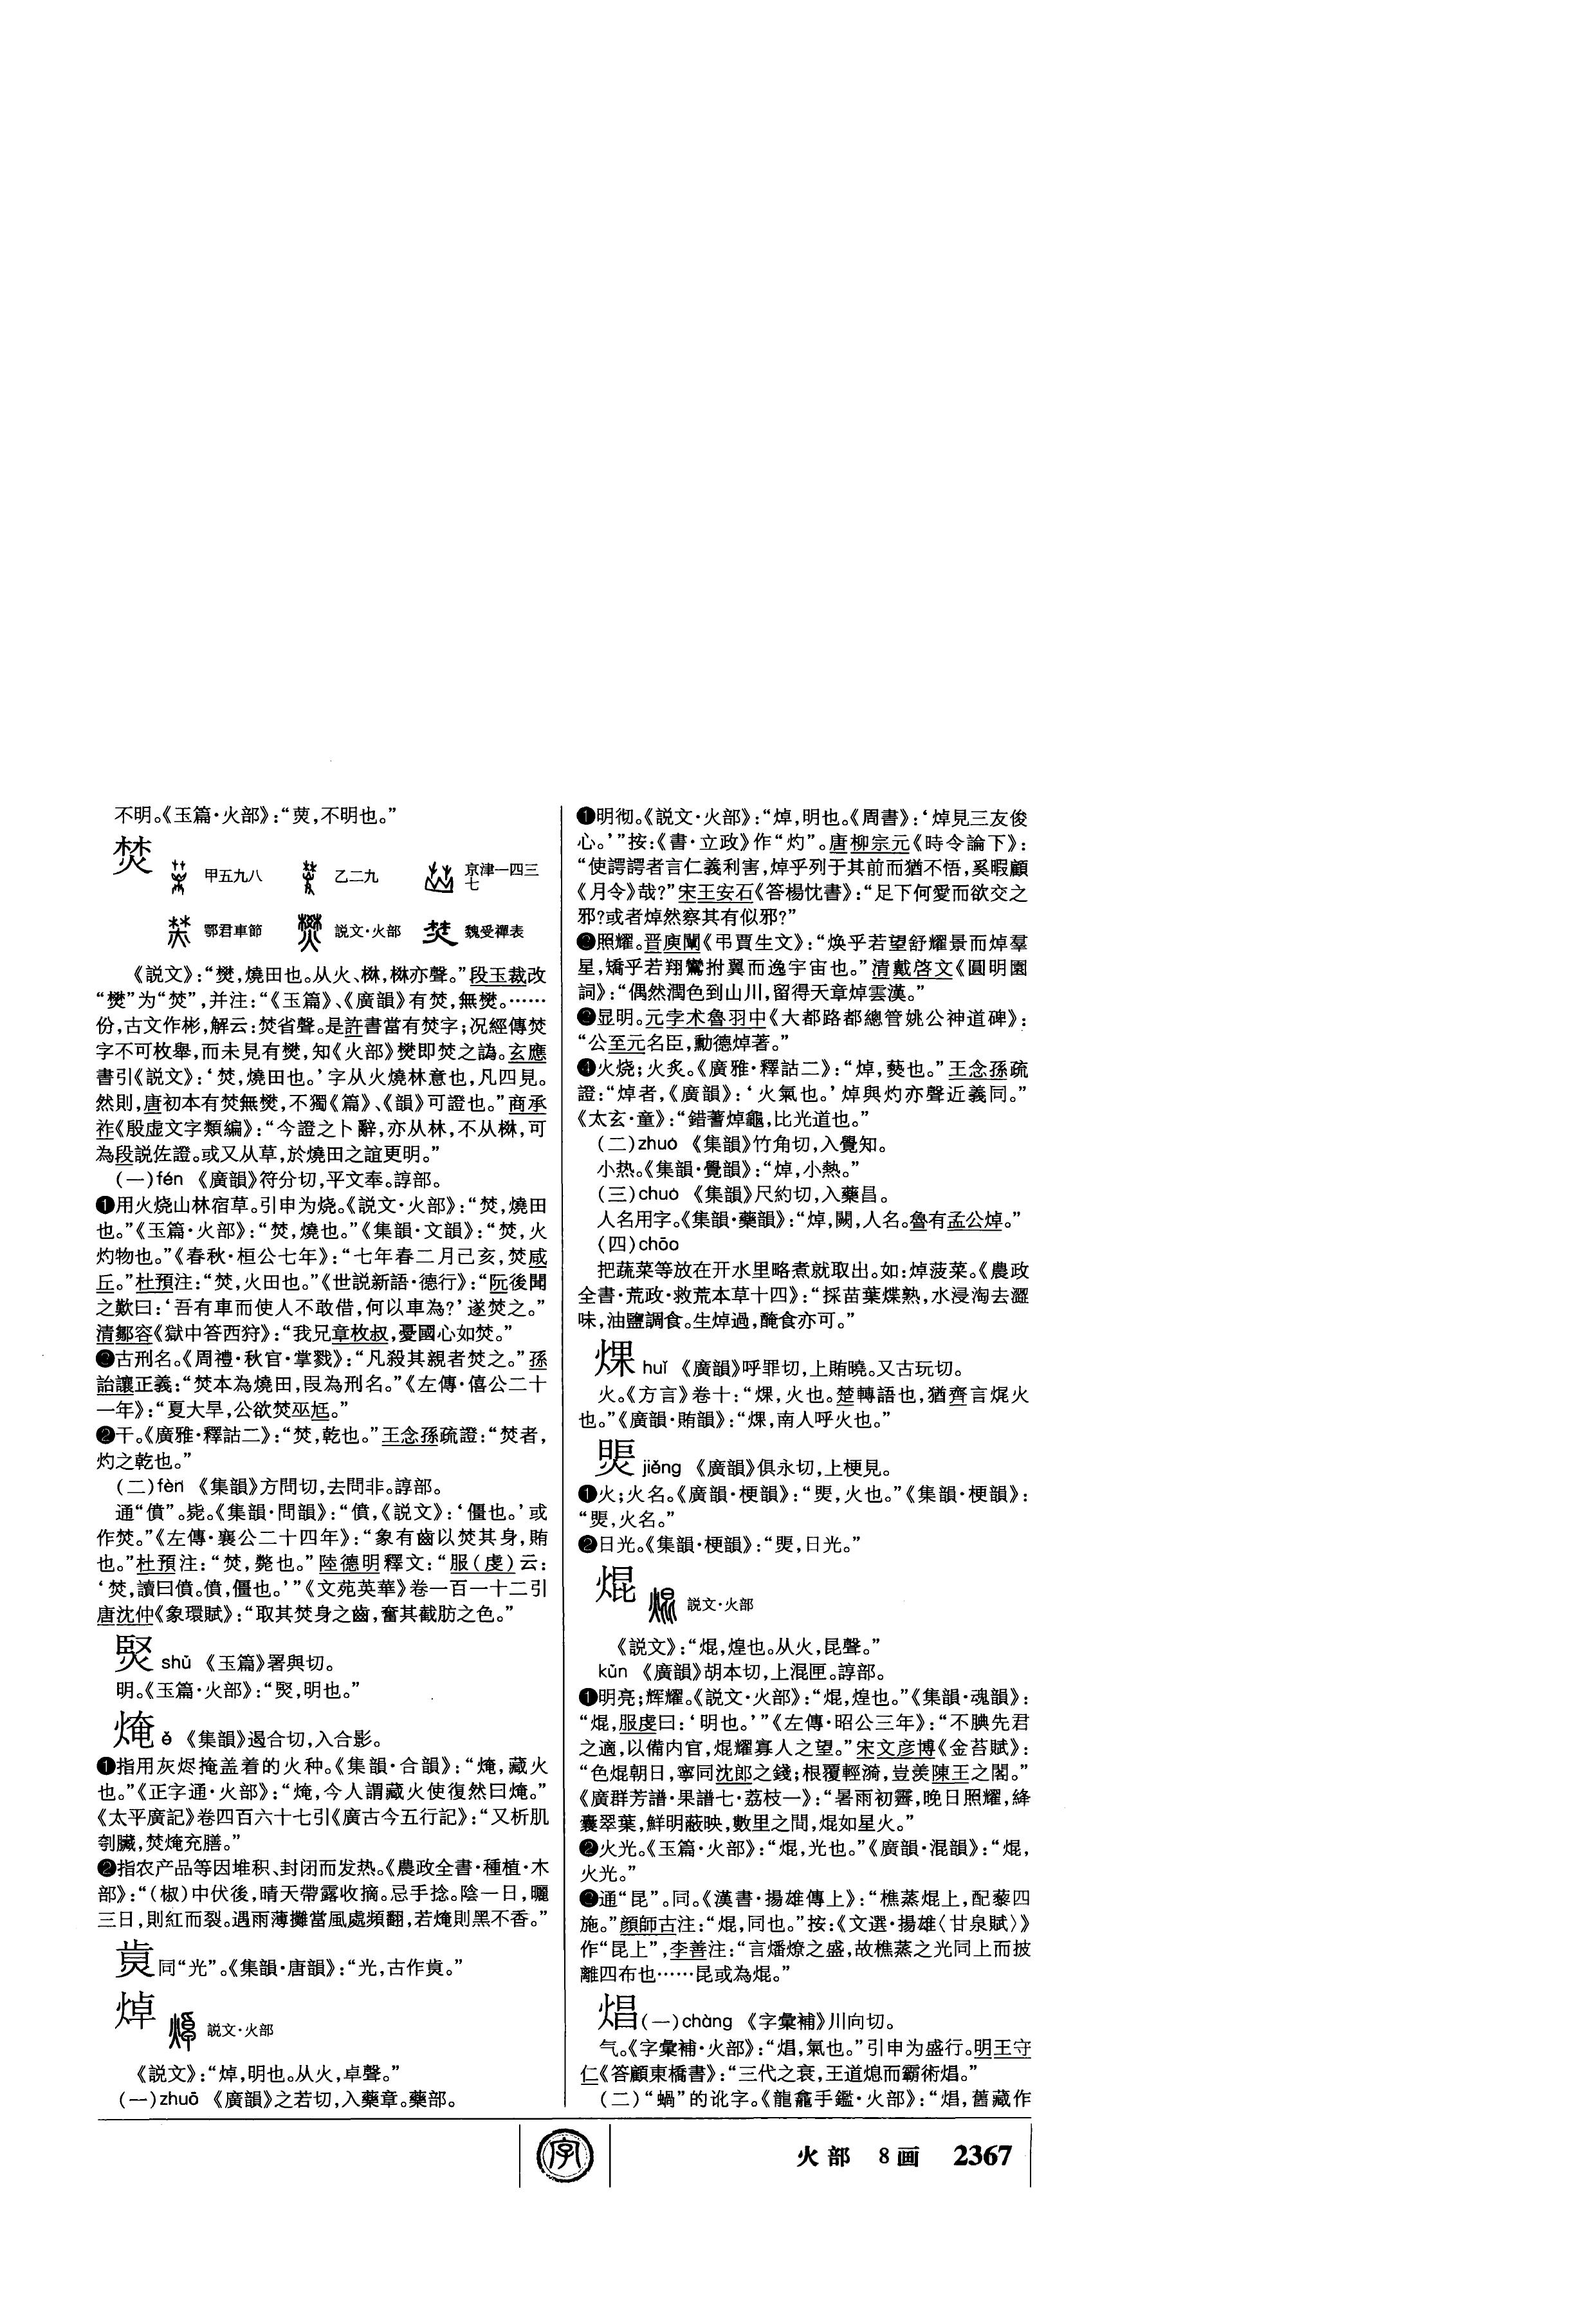 不明。《玉篇·火部》：“焸，不明也。”
焚
甲五九八 乙二九 京津一四三七
鄂君車節 説文·火部 魏受禪表
《説文》：“燓，燒田也。从火、棥，棥亦聲。”段玉裁改
“燓”为“焚”，并注：“《玉篇》、《廣韻》有焚，無燓。……
份，古文作彬，解云：焚省聲。是許書當有焚字；况經傳焚
字不可枚舉，而未見有燓，知《火部》燓即焚之譌。玄應
書引《説文》：‘焚，燒田也。’字从火燒林意也，凡四見。
然則，唐初本有焚無燓，不獨《篇》、《韻》可證也。”商承
祚《殷虚文字類編》：“今證之卜辭，亦从林，不从棥，可
為段説佐證。或又从草，於燒田之誼更明。”
（一）fén 《廣韻》符分切，平文奉。諄部。
❶用火烧山林宿草。引申为烧。《説文·火部》：“焚，燒田
也。”《玉篇·火部》：“焚，燒也。”《集韻·文韻》：“焚，火
灼物也。”《春秋·桓公七年》：“七年春二月己亥，焚咸
丘。”杜預注：“焚，火田也。”《世説新語·德行》：“阮後聞
之歎曰：‘吾有車而使人不敢借，何以車為？’遂焚之。”
清鄒容《獄中答西狩》：“我兄章枚叔，憂國心如焚。”
❷古刑名。《周禮·秋官·掌戮》：“凡殺其親者焚之。”孫
詒讓正義：“焚本為燒田，叚為刑名。”《左傳·僖公二十
一年》：“夏大旱，公欲焚巫尪。”
❷干。《廣雅·釋詁二》：“焚，乾也。”王念孫疏證：“焚者，
灼之乾也。”
（二）fèn 《集韻》方問切，去問非。諄部。
通“僨”。毙。《集韻·問韻》：“僨，《説文》：‘僵也。’或
作焚。”《左傳·襄公二十四年》：“象有齒以焚其身，賄
也。”杜預注：“焚，斃也。”陸德明釋文：“服（虔）云：
‘焚，讀曰僨。僨，僵也。’”《文苑英華》卷一百一十二引
唐沈仲《象環賦》：“取其焚身之齒，奮其截肪之色。”
shǔ 《玉篇》署與切。
明。《玉篇·火部》：“，明也。”
焥 ě 《集韻》遏合切，入合影。
❶指用灰烬掩盖着的火种。《集韻·合韻》：“㷈，藏火
也。”《正字通·火部》：“㷈，今人謂藏火使復然曰㷈。”
《太平廣記》卷四百六十七引《廣古今五行記》：“又析肌
刳臟，焚㷈充膳。”
❷指农产品等因堆积、封闭而发热。《農政全書·種植·木
部》：“（椒）中伏後，晴天帶露收摘。忌手捻。陰一日，曬
三日，則紅而裂。遇雨薄攤當風處頻翻，若㷈則黑不香。”
同“光”。《集韻·唐韻》：“光，古作。”
焯
説文·火部
《説文》：“焯，明也。从火，卓聲。”
（一）zhuō 《廣韻》之若切，入藥章。藥部。
❶明彻。《説文·火部》：“焯，明也。《周書》：‘焯見三友俊
心。’”按：《書·立政》作“灼”。唐柳宗元《時令論下》：
“使諤諤者言仁義利害，焯乎列于其前而猶不悟，奚暇顧
《月令》哉？”宋王安石《答楊忱書》：“足下何愛而欲交之
邪？或者焯然察其有似邪？”
❷照耀。晋庾闡《弔賈生文》：“煥乎若望舒耀景而焯羣
星，矯乎若翔鸞拊翼而逸宇宙也。”清戴啓文《圓明園
詞》：“偶然潤色到山川，留得天章焯雲漢。”
❸显明。元孛术魯羽中《大都路都總管姚公神道碑》：
“公至元名臣，勳德焯著。”
❹火烧；火炙。《廣雅·釋詁二》：“焯，爇也。”王念孫疏
證：“焯者，《廣韻》：‘火氣也。’焯與灼亦聲近義同。”
《太玄·童》：“錯蓍焯龜，比光道也。”
（二）zhuó 《集韻》竹角切，入覺知。
小热。《集韻·覺韻》：“焯，小熱。”
（三）chuò 《集韻》尺約切，入藥昌。
人名用字。《集韻·藥韻》：“焯，闕，人名。魯有孟公焯。”
（四）chāo
把蔬菜等放在开水里略煮就取出。如：焯菠菜。《農政
全書·荒政·救荒本草十四》：“採苗葉煠熟，水浸淘去澀
味，油鹽調食。生焯過，醃食亦可。”
㷄 huǐ 《廣韻》呼罪切，上賄曉。又古玩切。
火。《方言》卷十：“㷄，火也。楚轉語也，猶齊言㷄火
也。”《廣韻·賄韻》：“㷄，南人呼火也。”
㷡 jiǒng 《廣韻》俱永切，上梗見。
❶火；火名。《廣韻·梗韻》：“㷡，火也。”《集韻·梗韻》：
“㷡，火名。”
❷日光。《集韻·梗韻》：“㷡，日光。”
焜
説文·火部
《説文》：“焜，煌也。从火，昆聲。”
kūn 《廣韻》胡本切，上混匣。諄部。
❶明亮；辉耀。《説文·火部》：“焜，煌也。”《集韻·魂韻》：
“焜，服虔曰：‘明也。’”《左傳·昭公三年》：“不腆先君
之適，以備内官，焜耀寡人之望。”宋文彦博《金苔賦》：
“色焜朝日，寧同沈郎之錢；根覆輕漪，豈羡陳王之閣。”
《廣群芳譜·果譜七·荔枝一》：“暑雨初霽，晚日照耀，絳
囊翠葉，鮮明蔽映，數里之間，焜如星火。”
❷火光。《玉篇·火部》：“焜，光也。”《廣韻·混韻》：“焜，
火光。”
❸通“昆”。同。《漢書·揚雄傳上》：“樵蒸焜上，配藜四
施。”顔師古注：“焜，同也。”按：《文選·揚雄〈甘泉賦〉》
作“昆上”，李善注：“言燔燎之盛，故樵蒸之光同上而披
離四布也……昆或為焜。”
焻（一）chàng 《字彙補》川向切。
气。《字彙補·火部》：“焻，氣也。”引申为盛行。明王守
仁《答顧東橋書》：“三代之衰，王道熄而霸術焻。”
（二）“蝐”的讹字。《龍龕手鑑·火部》：“焻，舊藏作
字
火部 8画 2367